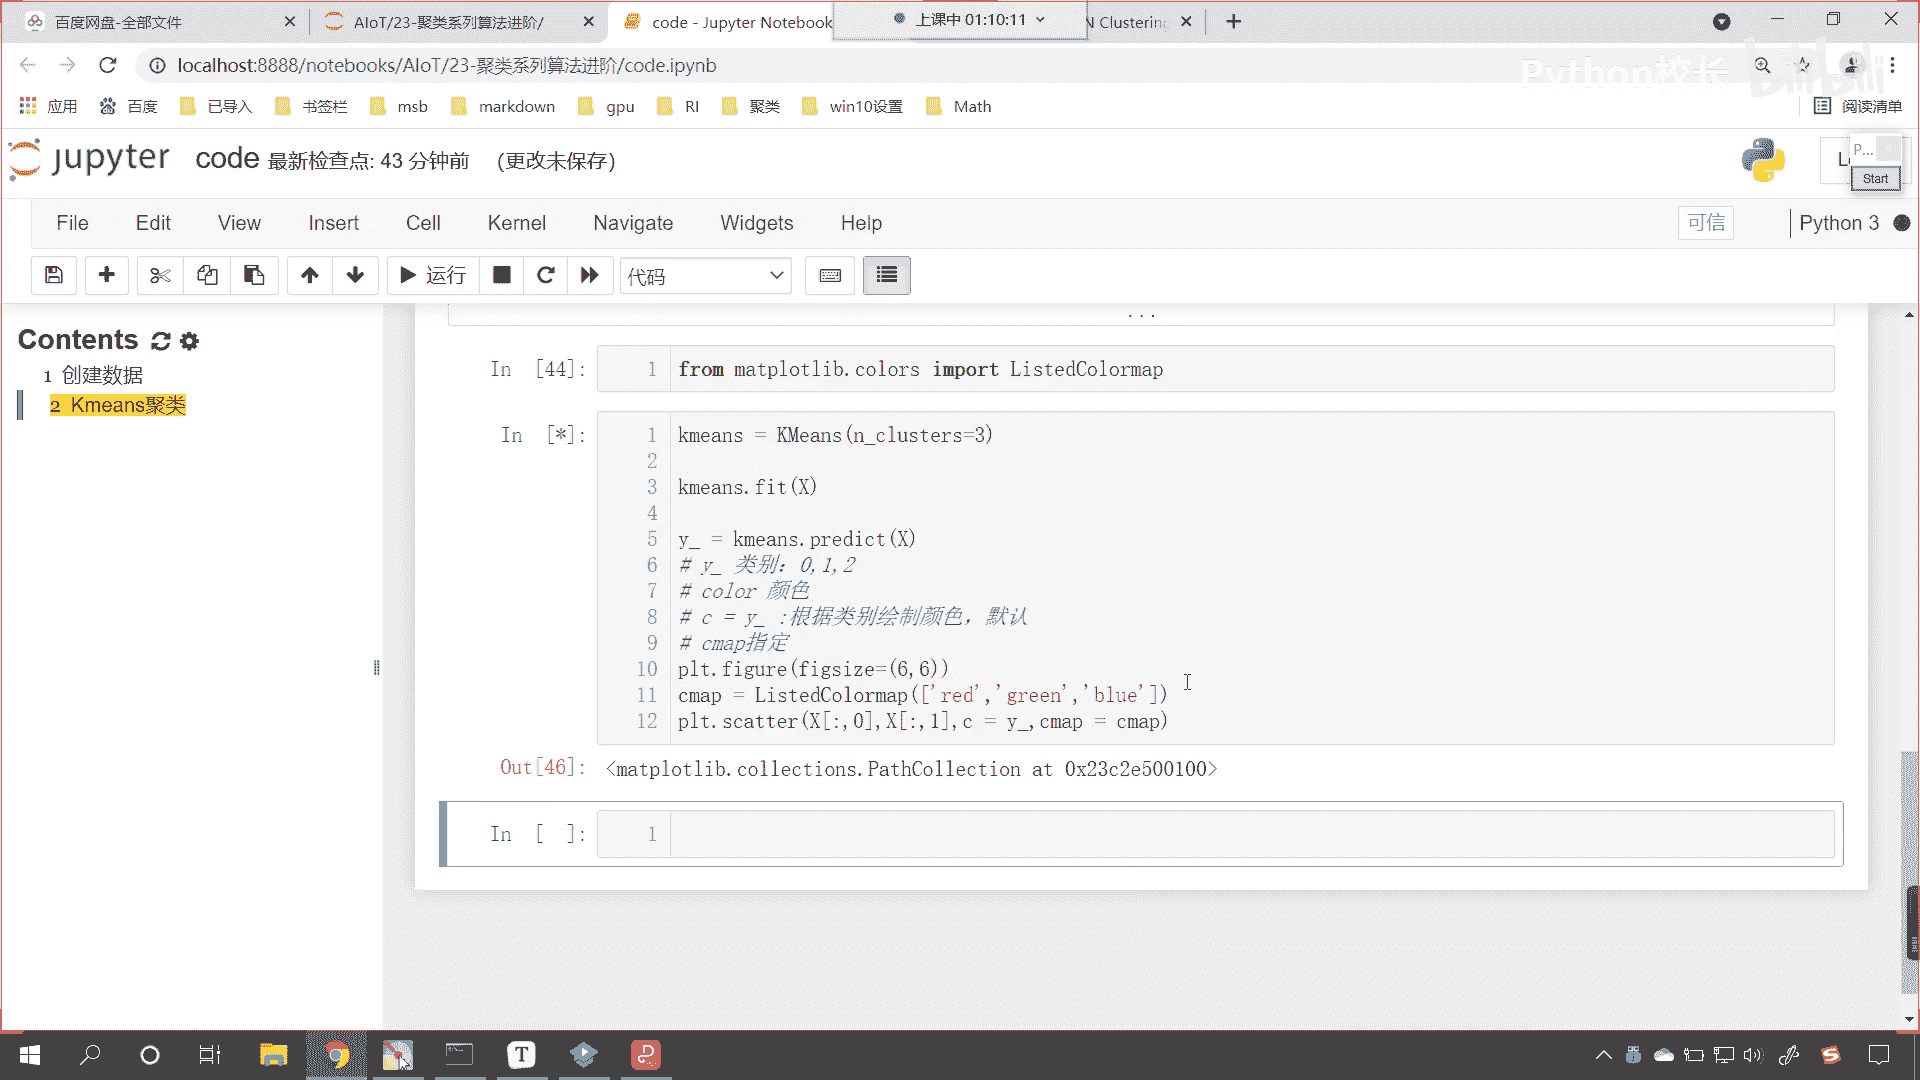 百度网盘-全部文件
AIoT/23-聚类系列算法进阶/
code - Jupyter Notebook
上课中 01:10:11
N Clustering
localhost:8888/notebooks/AIoT/23-聚类系列算法进阶/code.ipynb
Python校长
bilibili
应用
百度
已导入
书签栏
msb
markdown
gpu
RI
聚类
win10设置
Math
阅读清单
jupyter
code 最新检查点: 43 分钟前 (更改未保存)
P...
Start
File Edit View Insert Cell Kernel Navigate Widgets Help
可信
Python 3
运行
代码
Contents
1 创建数据
2 Kmeans聚类
...
In [44]:
1 from matplotlib.colors import ListedColormap
In [*]:
1 kmeans = KMeans(n_clusters=3)
2
3 kmeans.fit(X)
4
5 y_ = kmeans.predict(X)
6 # y_ 类别：0,1,2
7 # color 颜色
8 # c = y_ :根据类别绘制颜色，默认
9 # cmap指定
10 plt.figure(figsize=(6,6))
11 cmap = ListedColormap(['red','green','blue'])
12 plt.scatter(X[:,0],X[:,1],c = y_,cmap = cmap)
Out[46]: <matplotlib.collections.PathCollection at 0x23c2e500100>
In [ ]:
1